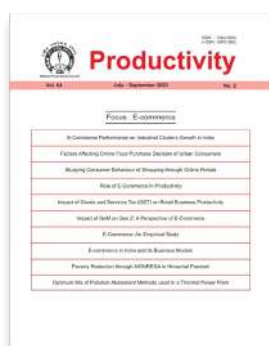 Productivity
July - September 2023
No. 2
Focus : E-commerce
E-Commerce Performance on Industrial Clusters Growth in India
Factors Affecting Online Food Purchase Decision of Urban Consumers
Studying Consumer Behaviour of Shopping through Online Portals
Role of E-Commerce in Productivity
Impact of Goods and Services Tax (GST) on Retail Business Productivity
Impact of GeM on Gen Z: A Perspective of E-Commerce
E-Commerce: An Empirical Study
E-commerce in India and Its Business Models
Poverty Reduction through MGNREGA in Himachal Pradesh
Optimum Mix of Pollution Abatement Methods used in a Thermal Power Plant